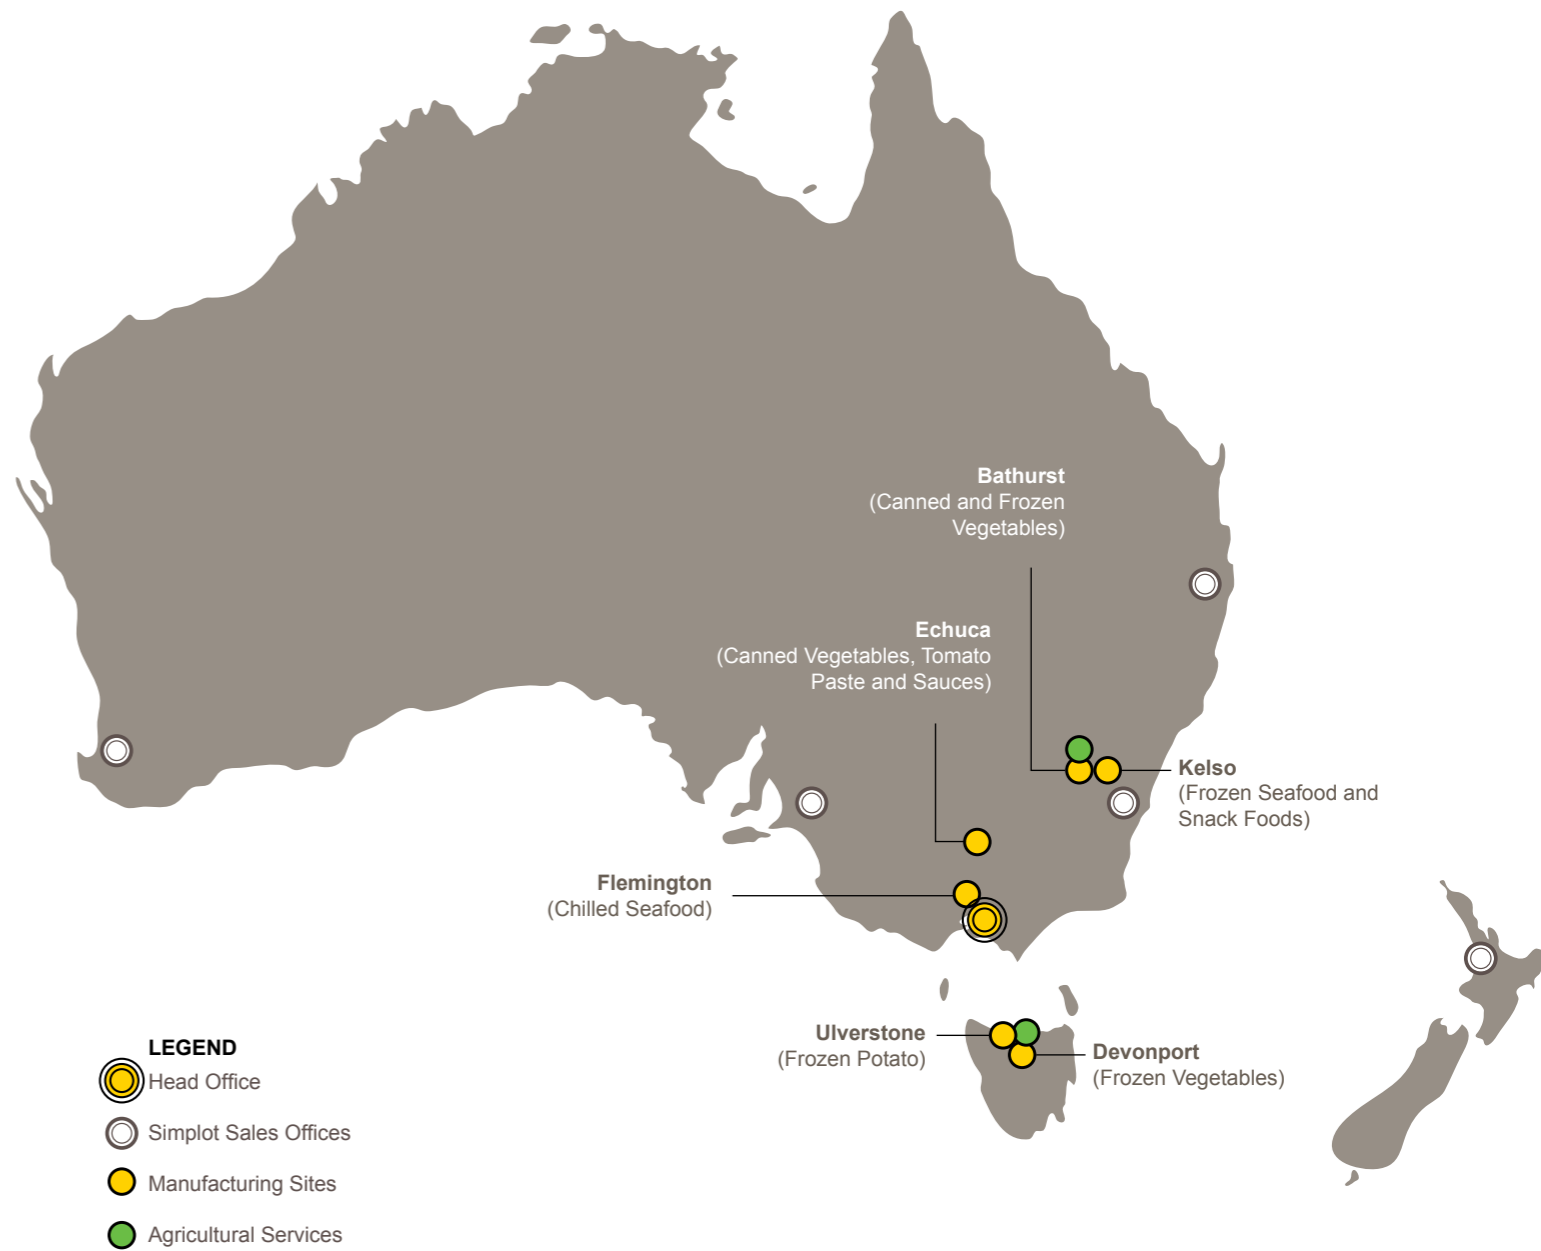 Bathurst
(Canned and Frozen
Vegetables)
Echuca
(Canned Vegetables, Tomato
Paste and Sauces)
Kelso
(Frozen Seafood and
Snack Foods)
Flemington
(Chilled Seafood)
Ulverstone
(Frozen Potato)
Devonport
(Frozen Vegetables)
LEGEND
Head Office
Simplot Sales Offices
Manufacturing Sites
Agricultural Services